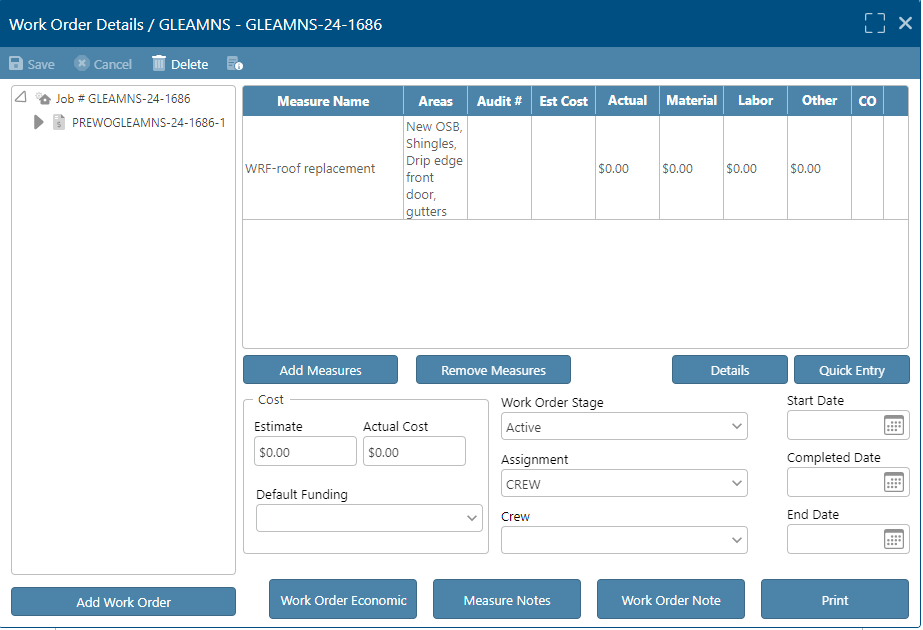 Work Order Details / GLEAMNS - GLEAMNS-24-1686
Save Cancel Delete
Job # GLEAMNS-24-1686
PREWOGLEAMNS-24-1686-1
Measure Name Areas Audit # Est Cost Actual Material Labor Other CO
WRF-roof replacement
New OSB,
Shingles,
Drip edge
front
door,
gutters
$0.00 $0.00 $0.00 $0.00
Add Measures Remove Measures Details Quick Entry
Cost
Estimate Actual Cost
$0.00 $0.00
Default Funding
Work Order Stage
Active
Assignment
CREW
Crew
Start Date
Completed Date
End Date
Add Work Order Work Order Economic Measure Notes Work Order Note Print